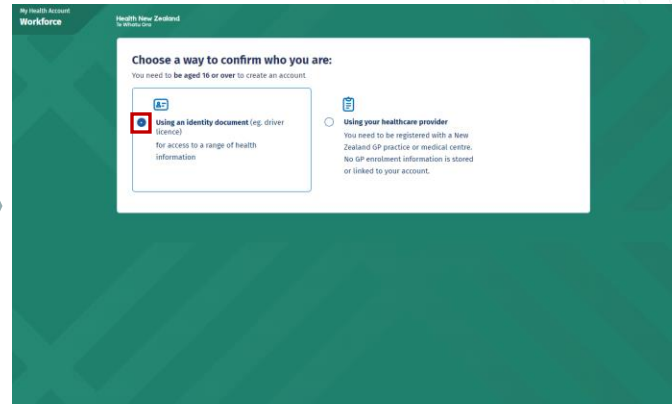 My Health Account
Workforce
Health New Zealand
Te Whatu Ora
Choose a way to confirm who you are:
You need to be aged 16 or over to create an account
Using an identity document (eg. driver
licence)
for access to a range of health
information
Using your healthcare provider
You need to be registered with a New
Zealand GP practice or medical centre.
No GP enrolment information is stored
or linked to your account.